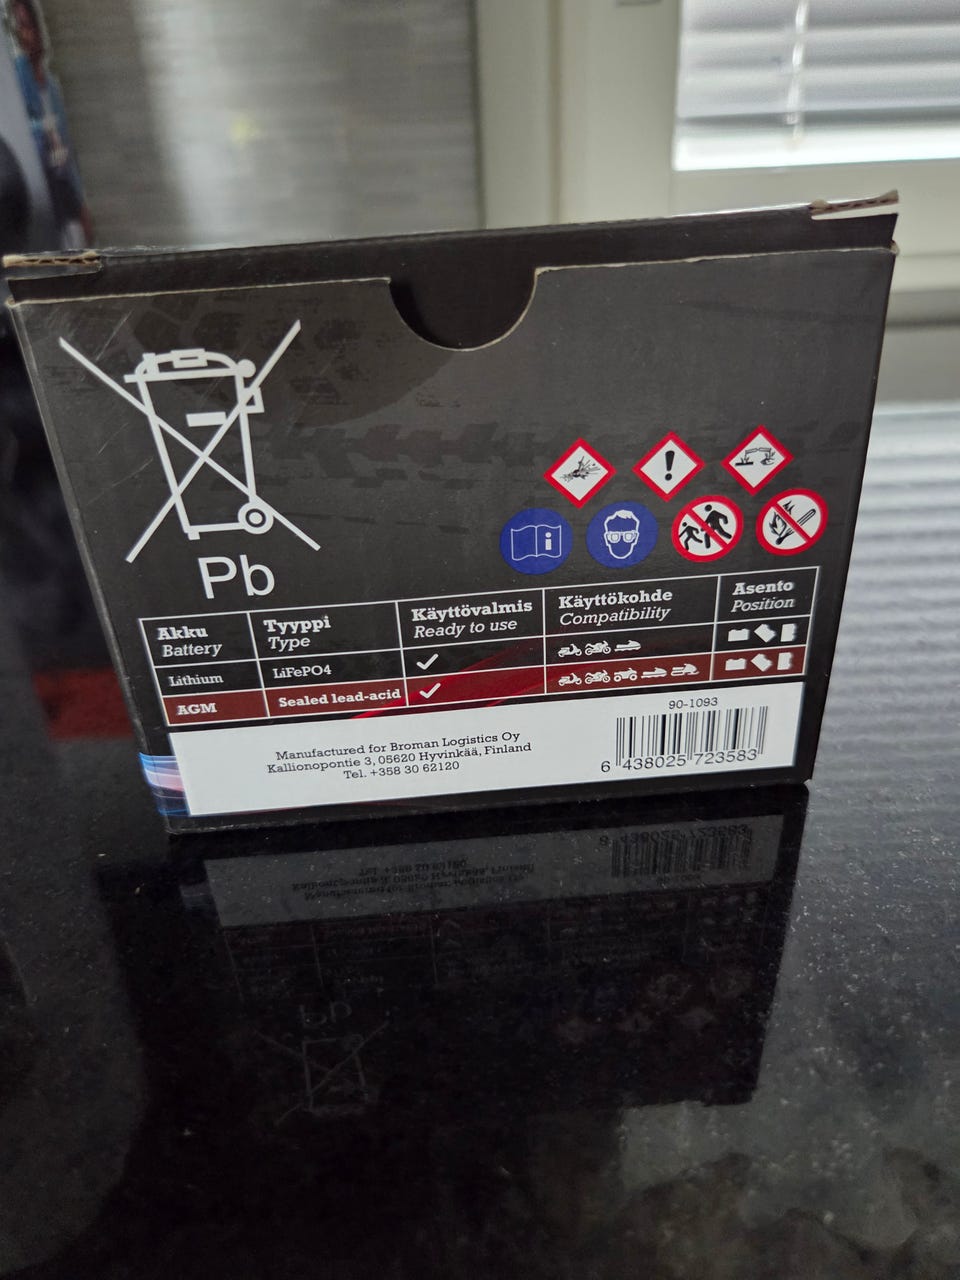 Pb
Akku Tyyppi Käyttövalmis Käyttökohde Asento
Battery Type Ready to use Compatibility Position
Lithium LiFePO4 ✓
AGM Sealed lead-acid ✓
90-1093
Manufactured for Broman Logistics Oy
Kallionopontie 3, 05620 Hyvinkää, Finland
Tel. +358 30 62120
6 438025 723583